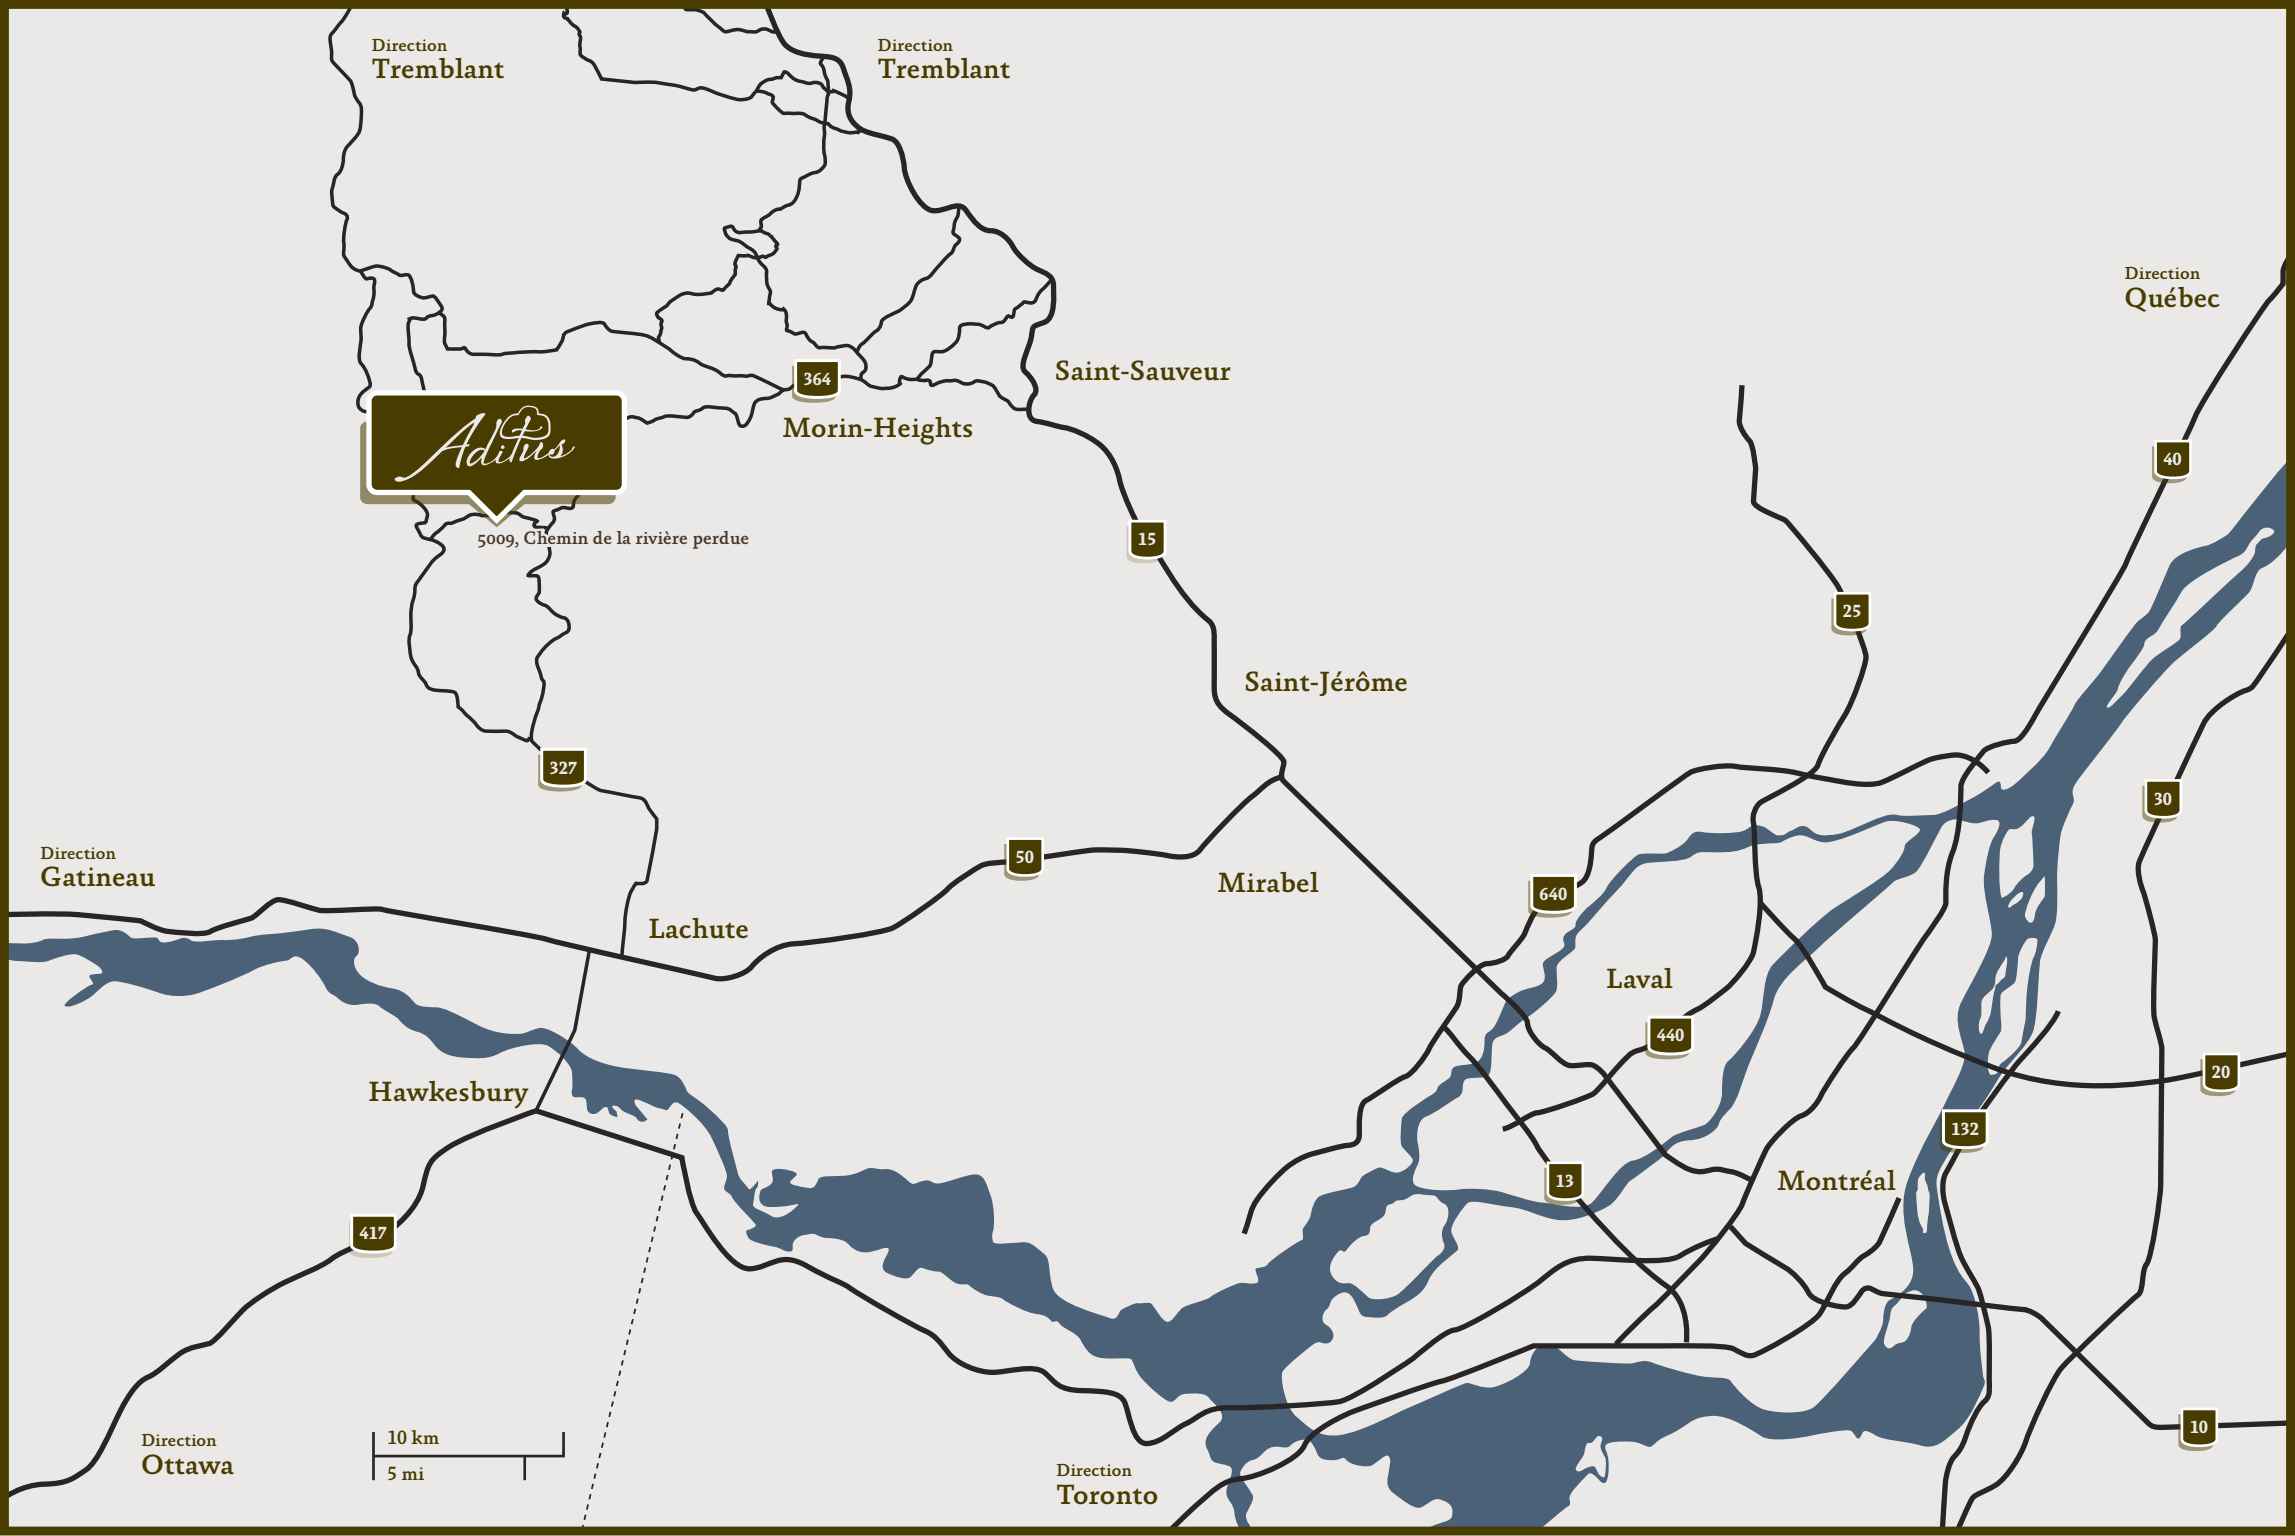 Direction
Tremblant
Direction
Tremblant
Direction
Québec
Saint-Sauveur
364
Morin-Heights
Aditus
40
5009, Chemin de la rivière perdue
15
25
Saint-Jérôme
327
30
Direction
Gatineau
50
Mirabel
640
Lachute
Laval
440
20
Hawkesbury
132
13
Montréal
417
10 km
5 mi
Direction
Ottawa
10
Direction
Toronto